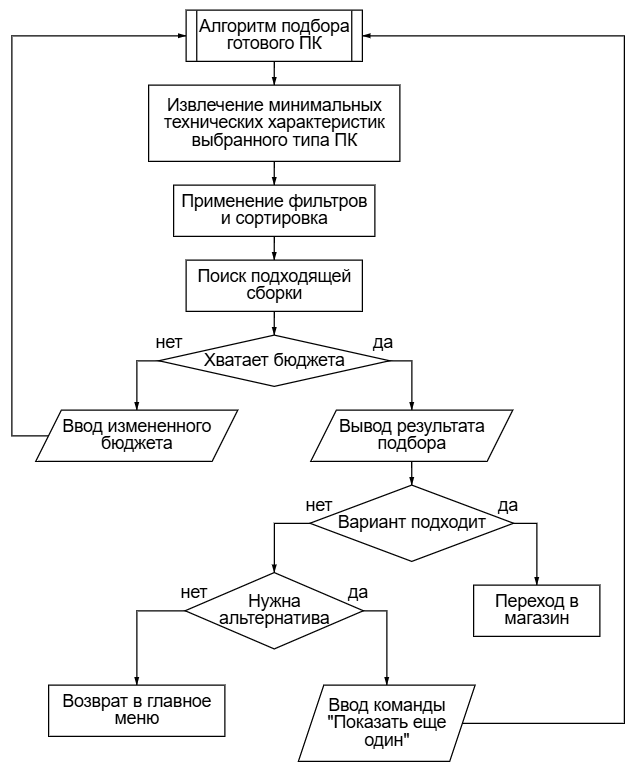 Алгоритм подбора
готового ПК
Извлечение минимальных
технических характеристик
выбранного типа ПК
Применение фильтров
и сортировка
Поиск подходящей
сборки
нет
да
Хватает бюджета
Ввод измененного
бюджета
Вывод результата
подбора
нет
да
Вариант подходит
нет
да
Нужна
альтернатива
Переход в
магазин
Возврат в главное
меню
Ввод команды
"Показать еще
один"